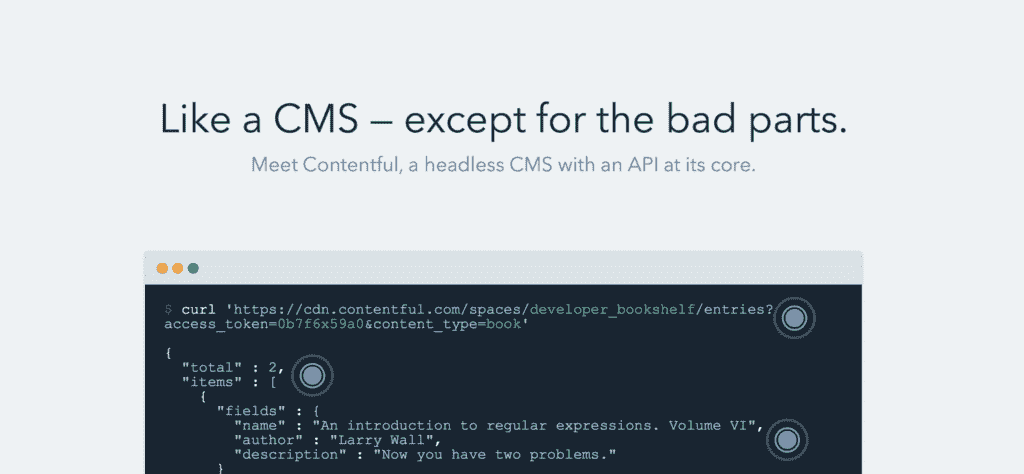 Like a CMS – except for the bad parts.
Meet Contentful, a headless CMS with an API at its core.
$ curl 'https://cdn.contentful.com/spaces/developer_bookshelf/entries?
access_token=0b7f6x59a0&content_type=book'
{
"total" : 2,
"items" : [
{
"fields" : {
"name" : "An introduction to regular expressions. Volume VI",
"author" : "Larry Wall",
"description" : "Now you have two problems."
}